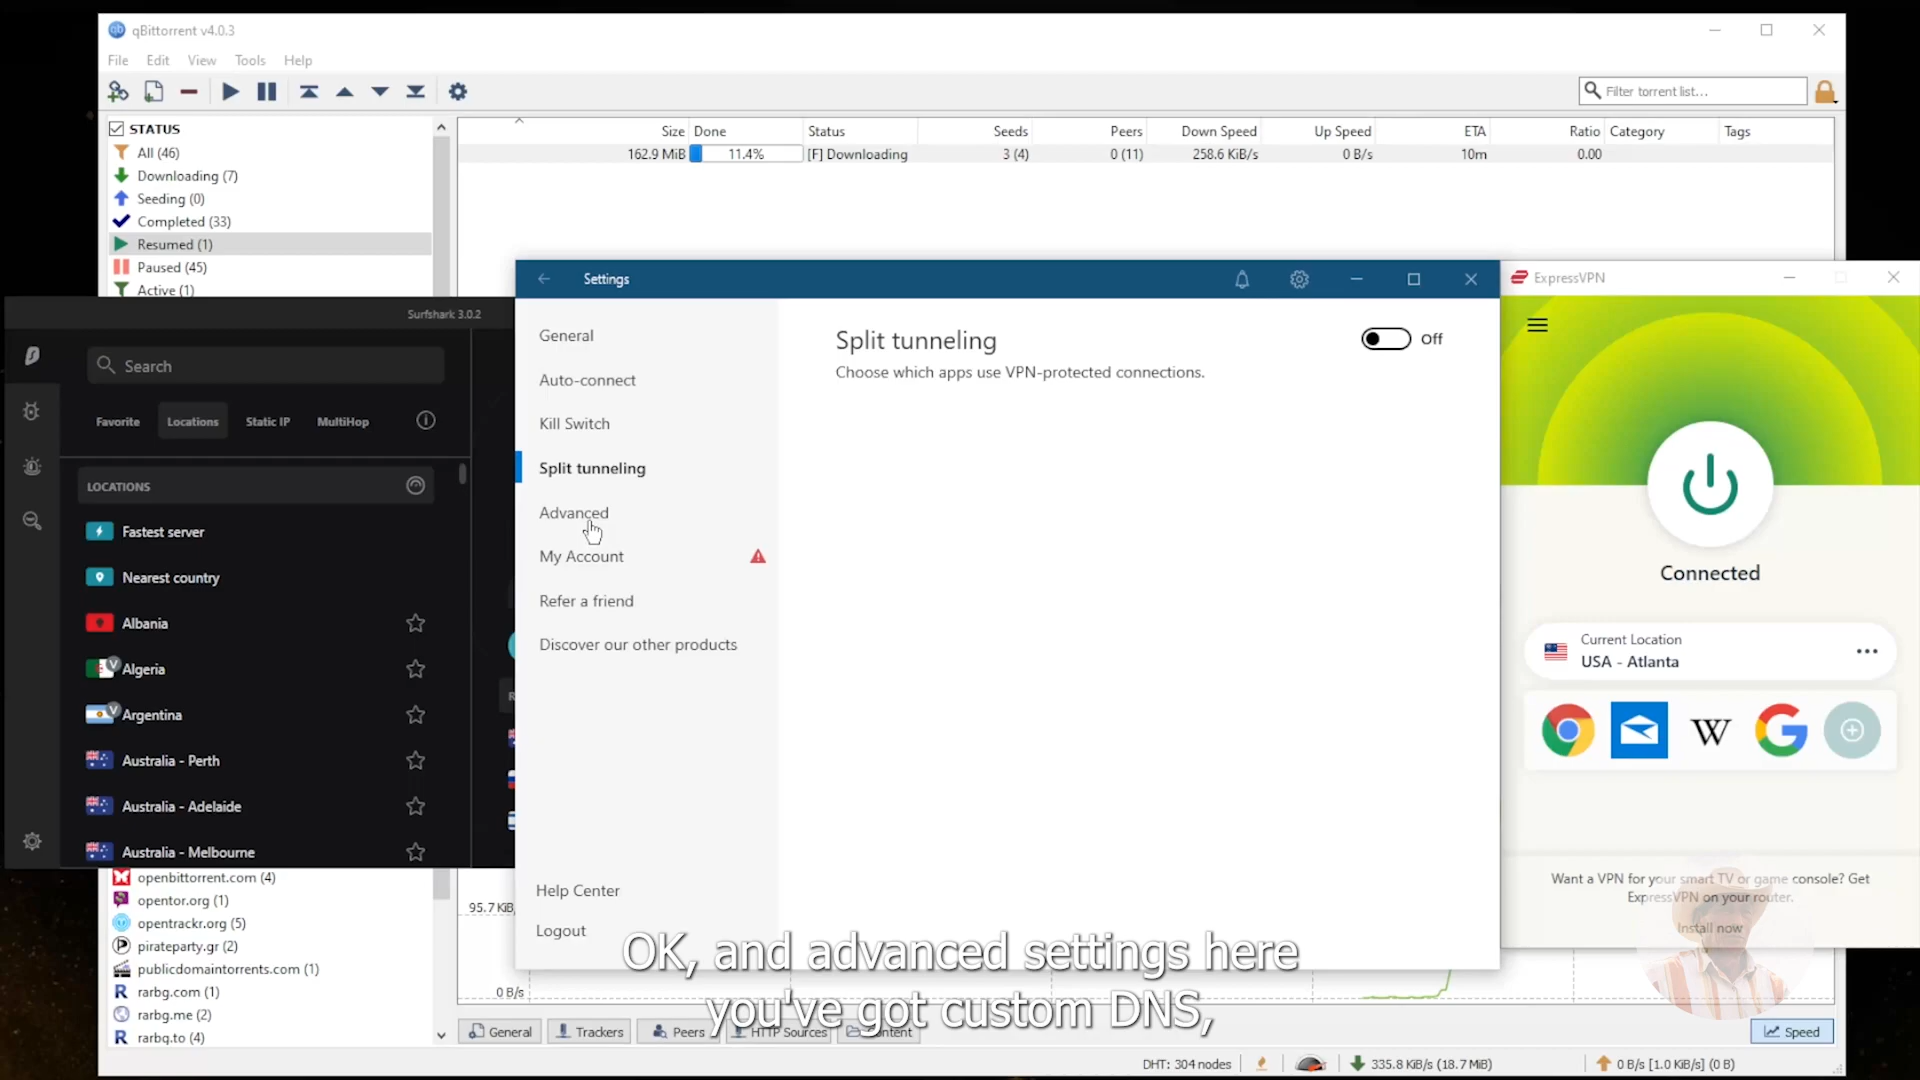 qBittorrent v4.0.3
File Edit View Tools Help
Filter torrent list...
STATUS
All (46)
Downloading (7)
Seeding (0)
Completed (33)
Resumed (1)
Paused (45)
Active (1)
Size Done Status Seeds Peers Down Speed Up Speed ETA Ratio Category Tags
162.9 MiB 11.4% [F] Downloading 3 (4) 0 (11) 258.6 KiB/s 0 B/s 10m 0.00
Surfshark 3.0.2
Search
Favorite Locations Static IP MultiHop
LOCATIONS
Fastest server
Nearest country
Albania
V Algeria
V Argentina
Australia - Perth
Australia - Adelaide
Australia - Melbourne
Settings
General
Auto-connect
Kill Switch
Split tunneling
Advanced
My Account
Refer a friend
Discover our other products
Help Center
Logout
Split tunneling
Off
Choose which apps use VPN-protected connections.
ExpressVPN
Connected
Current Location
USA - Atlanta
W
Want a VPN for your smart TV or game console? Get
ExpressVPN on your router.
Install now
openbittorrent.com (4)
opentor.org (1)
opentrackr.org (5)
pirateparty.gr (2)
publicdomaintorrents.com (1)
rarbg.com (1)
rarbg.me (2)
rarbg.to (4)
95.7 KiB
0 B/s
OK, and advanced settings here
you've got custom DNS,
General Trackers Peers HTTP Sources Content
Speed
DHT: 304 nodes 335.8 KiB/s (18.7 MiB) 0 B/s [1.0 KiB/s] (0 B)